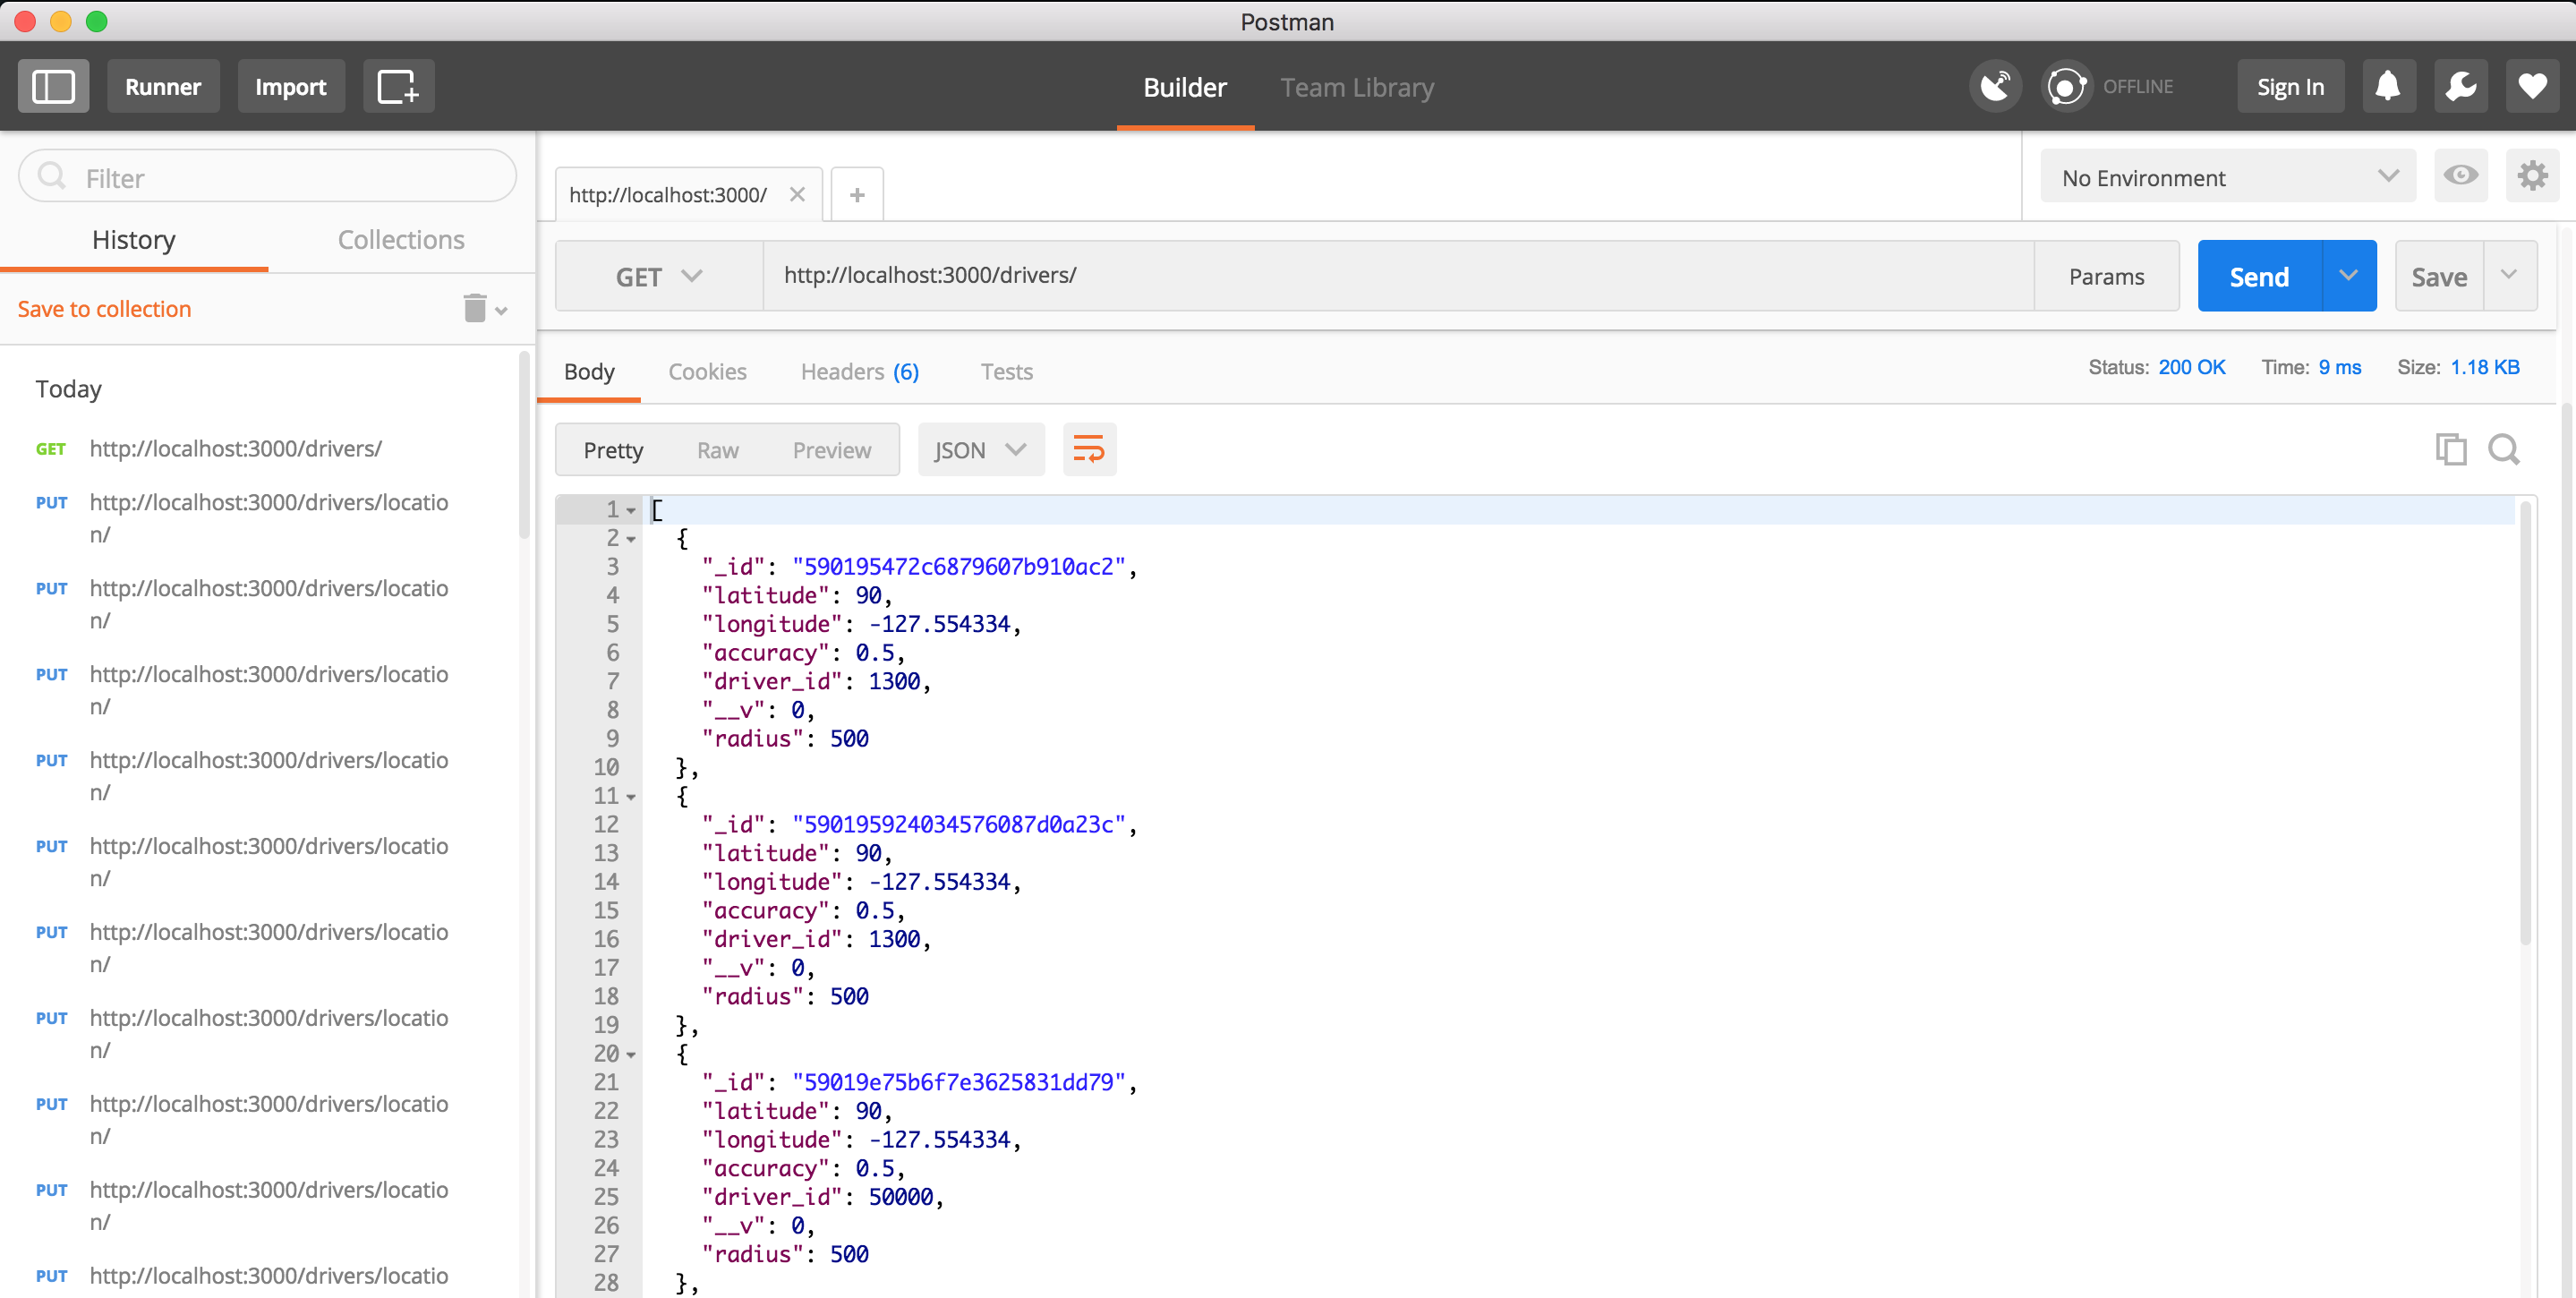 Postman
Runner
Import
Builder
Team Library
OFFLINE
Sign In
Filter
History
Collections
Save to collection
Today
GET http://localhost:3000/drivers/
PUT http://localhost:3000/drivers/locatio
n/
PUT http://localhost:3000/drivers/locatio
n/
PUT http://localhost:3000/drivers/locatio
n/
PUT http://localhost:3000/drivers/locatio
n/
PUT http://localhost:3000/drivers/locatio
n/
PUT http://localhost:3000/drivers/locatio
n/
PUT http://localhost:3000/drivers/locatio
n/
PUT http://localhost:3000/drivers/locatio
n/
PUT http://localhost:3000/drivers/locatio
n/
PUT http://localhost:3000/drivers/locatio
http://localhost:3000/
No Environment
GET
http://localhost:3000/drivers/
Params
Send
Save
Body
Cookies
Headers (6)
Tests
Status: 200 OK
Time: 9 ms
Size: 1.18 KB
Pretty
Raw
Preview
JSON
1 [
2 {
3 "_id": "590195472c6879607b910ac2",
4 "latitude": 90,
5 "longitude": -127.554334,
6 "accuracy": 0.5,
7 "driver_id": 1300,
8 "__v": 0,
9 "radius": 500
10 },
11 {
12 "_id": "590195924034576087d0a23c",
13 "latitude": 90,
14 "longitude": -127.554334,
15 "accuracy": 0.5,
16 "driver_id": 1300,
17 "__v": 0,
18 "radius": 500
19 },
20 {
21 "_id": "59019e75b6f7e3625831dd79",
22 "latitude": 90,
23 "longitude": -127.554334,
24 "accuracy": 0.5,
25 "driver_id": 50000,
26 "__v": 0,
27 "radius": 500
28 },